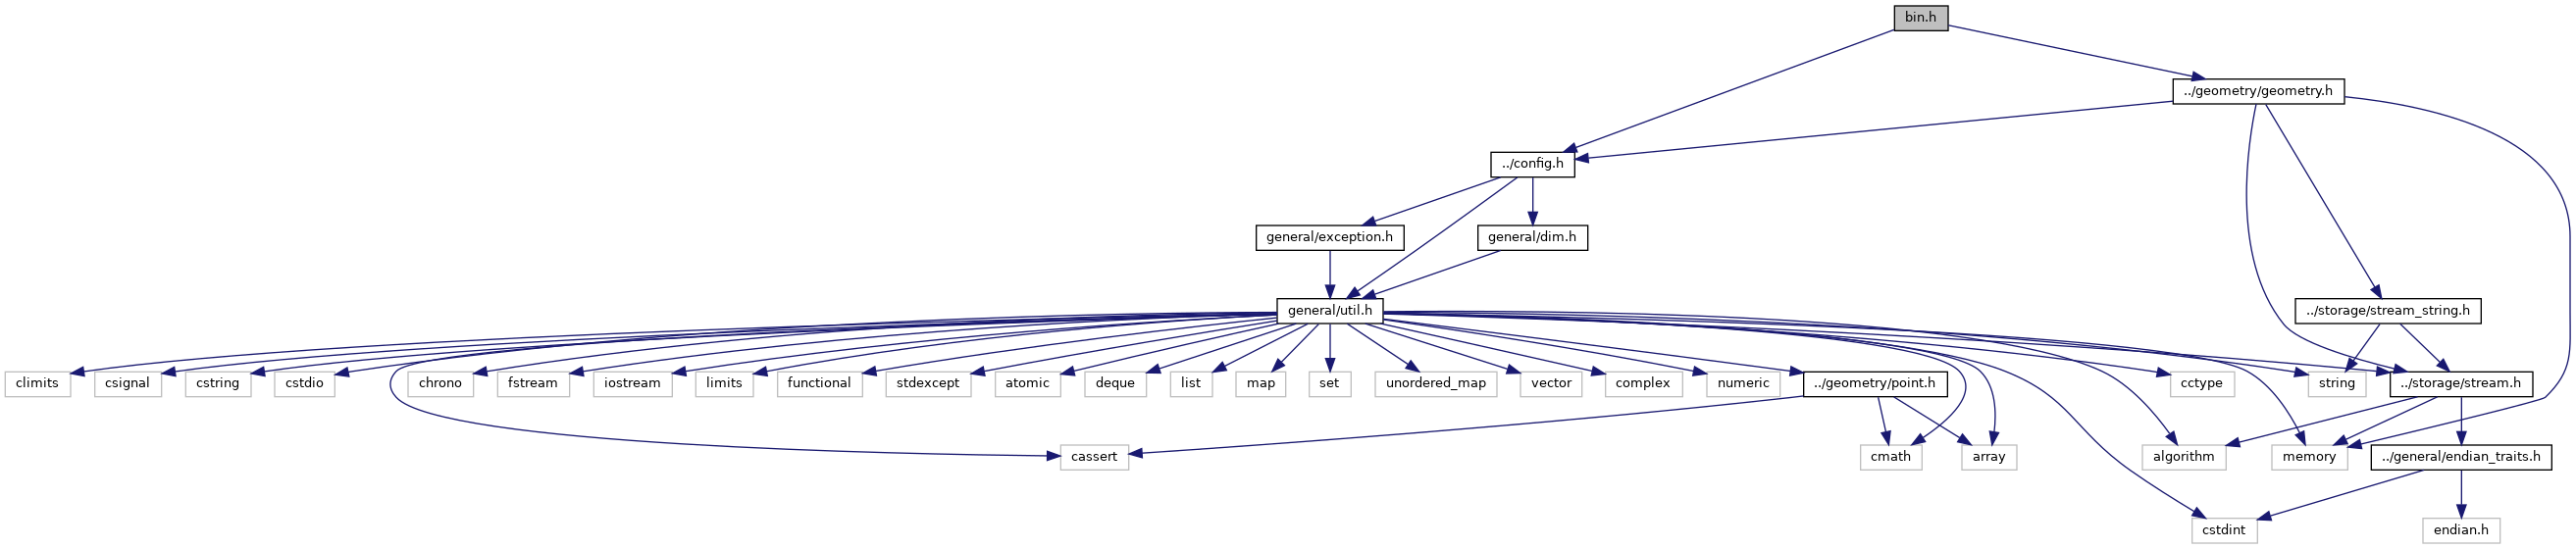 bin.h
../geometry/geometry.h
../config.h
general/exception.h
general/dim.h
general/util.h
../storage/stream_string.h
climits
csignal
cstring
cstdio
chrono
fstream
iostream
limits
functional
stdexcept
atomic
deque
list
map
set
unordered_map
vector
complex
numeric
../geometry/point.h
cctype
string
../storage/stream.h
cassert
cmath
array
algorithm
memory
../general/endian_traits.h
cstdint
endian.h